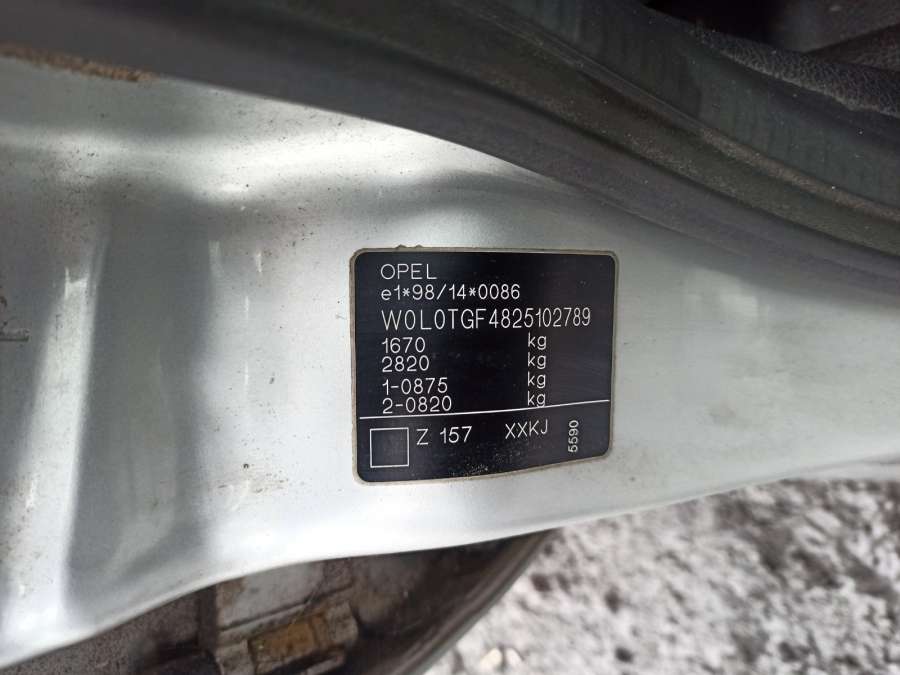 OPEL
e1*98/14*0086
W0L0TGF4825102789
1670 kg
2820 kg
1-0875 kg
2-0820 kg
Z 157 XXKJ 5590